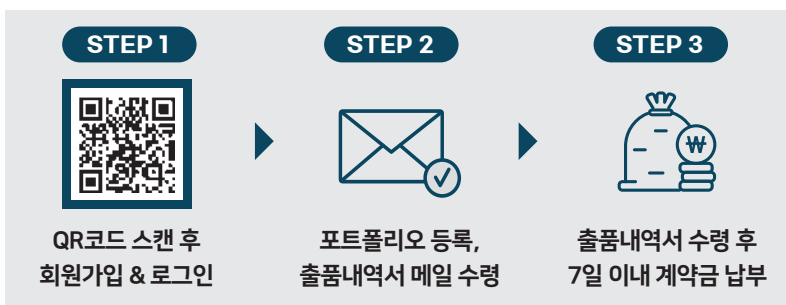 STEP 1
QR코드 스캔 후
회원가입 & 로그인
STEP 2
포트폴리오 등록,
출품내역서 메일 수령
STEP 3
₩
출품내역서 수령 후
7일 이내 계약금 납부